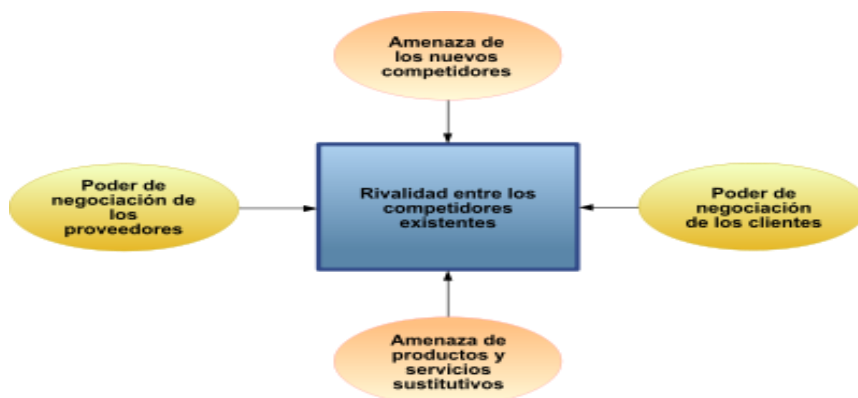 Amenaza de
los nuevos
competidores
Poder de
negociación de
los
proveedores
Rivalidad entre los
competidores
existentes
Poder de
negociación
de los clientes
Amenaza de
productos y
servicios
sustitutivos